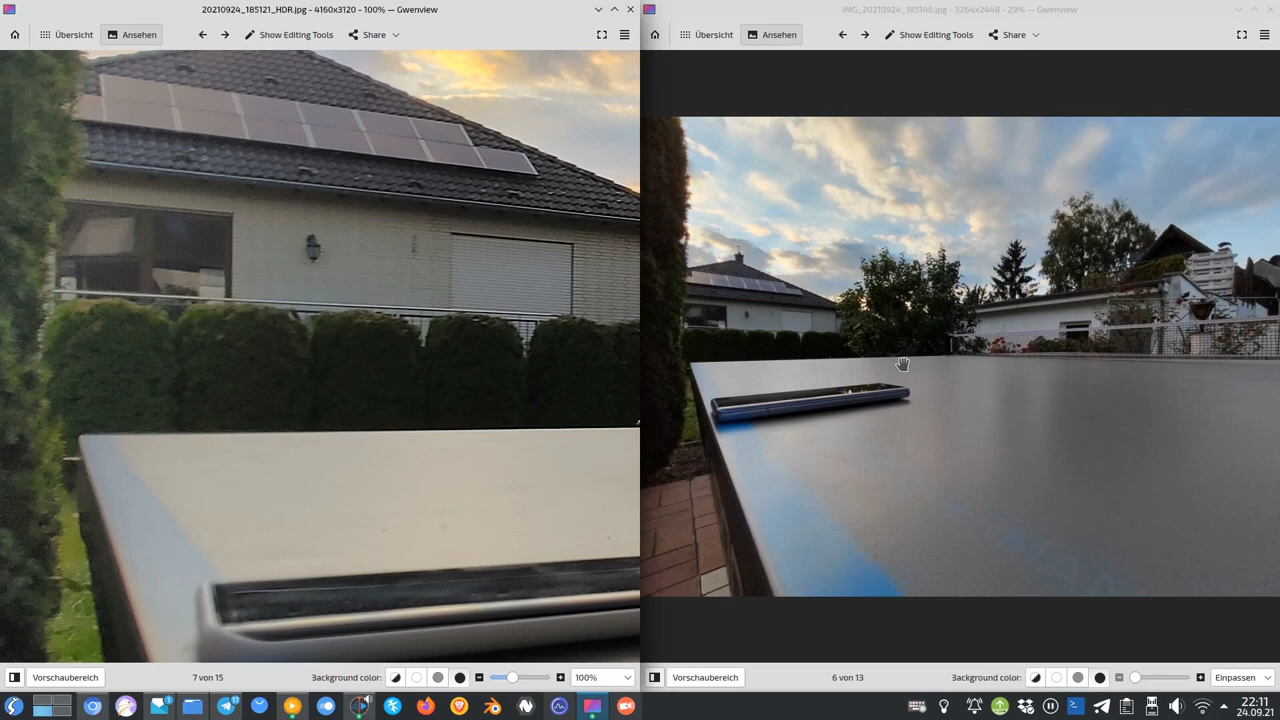 20210924_185121_HDR.jpg - 4160x3120 - 100% — Gwenview
Übersicht
Ansehen
Show Editing Tools
Share
Vorschaubereich
7 von 15
Background color:
100%
IMG_20210924_185146.jpg - 3264x2448 - 29% — Gwenview
Übersicht
Ansehen
Show Editing Tools
Share
Vorschaubereich
6 von 13
Background color:
Einpassen
22:11
24.09.21